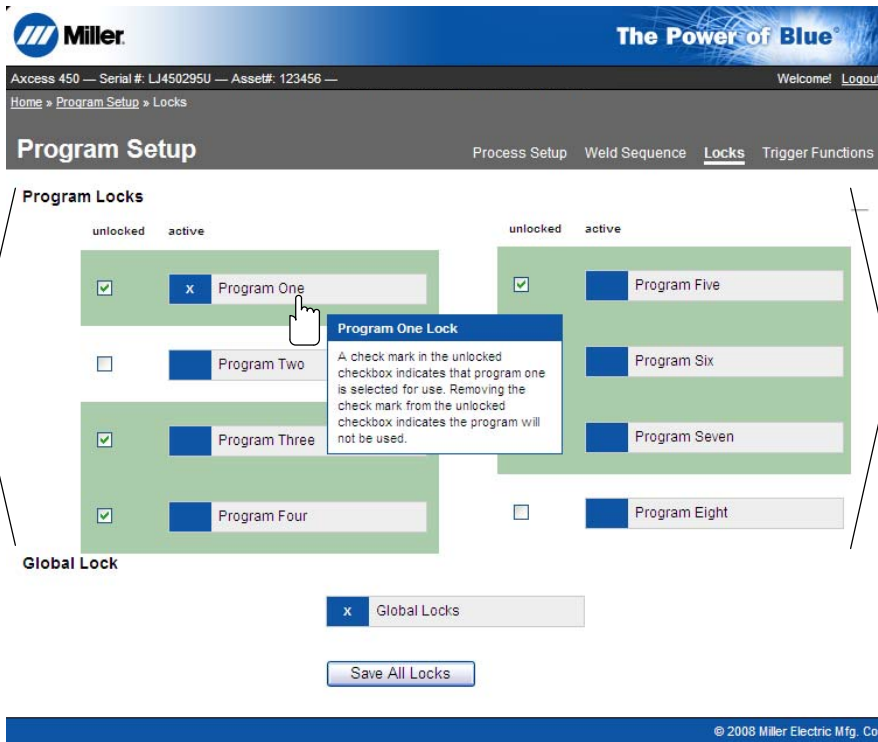 Miller.
The Power of Blue®
Axcess 450 — Serial #: LJ450295U — Asset#: 123456 —
Welcome! Logout
Home » Program Setup » Locks
Program Setup
Process Setup Weld Sequence Locks Trigger Functions
Program Locks
unlocked active
unlocked active
x Program One
Program Five
Program One Lock
A check mark in the unlocked
checkbox indicates that program one
is selected for use. Removing the
check mark from the unlocked
checkbox indicates the program will
not be used.
Program Two
Program Six
Program Three
Program Seven
Program Four
Program Eight
Global Lock
x Global Locks
Save All Locks
© 2008 Miller Electric Mfg. Co